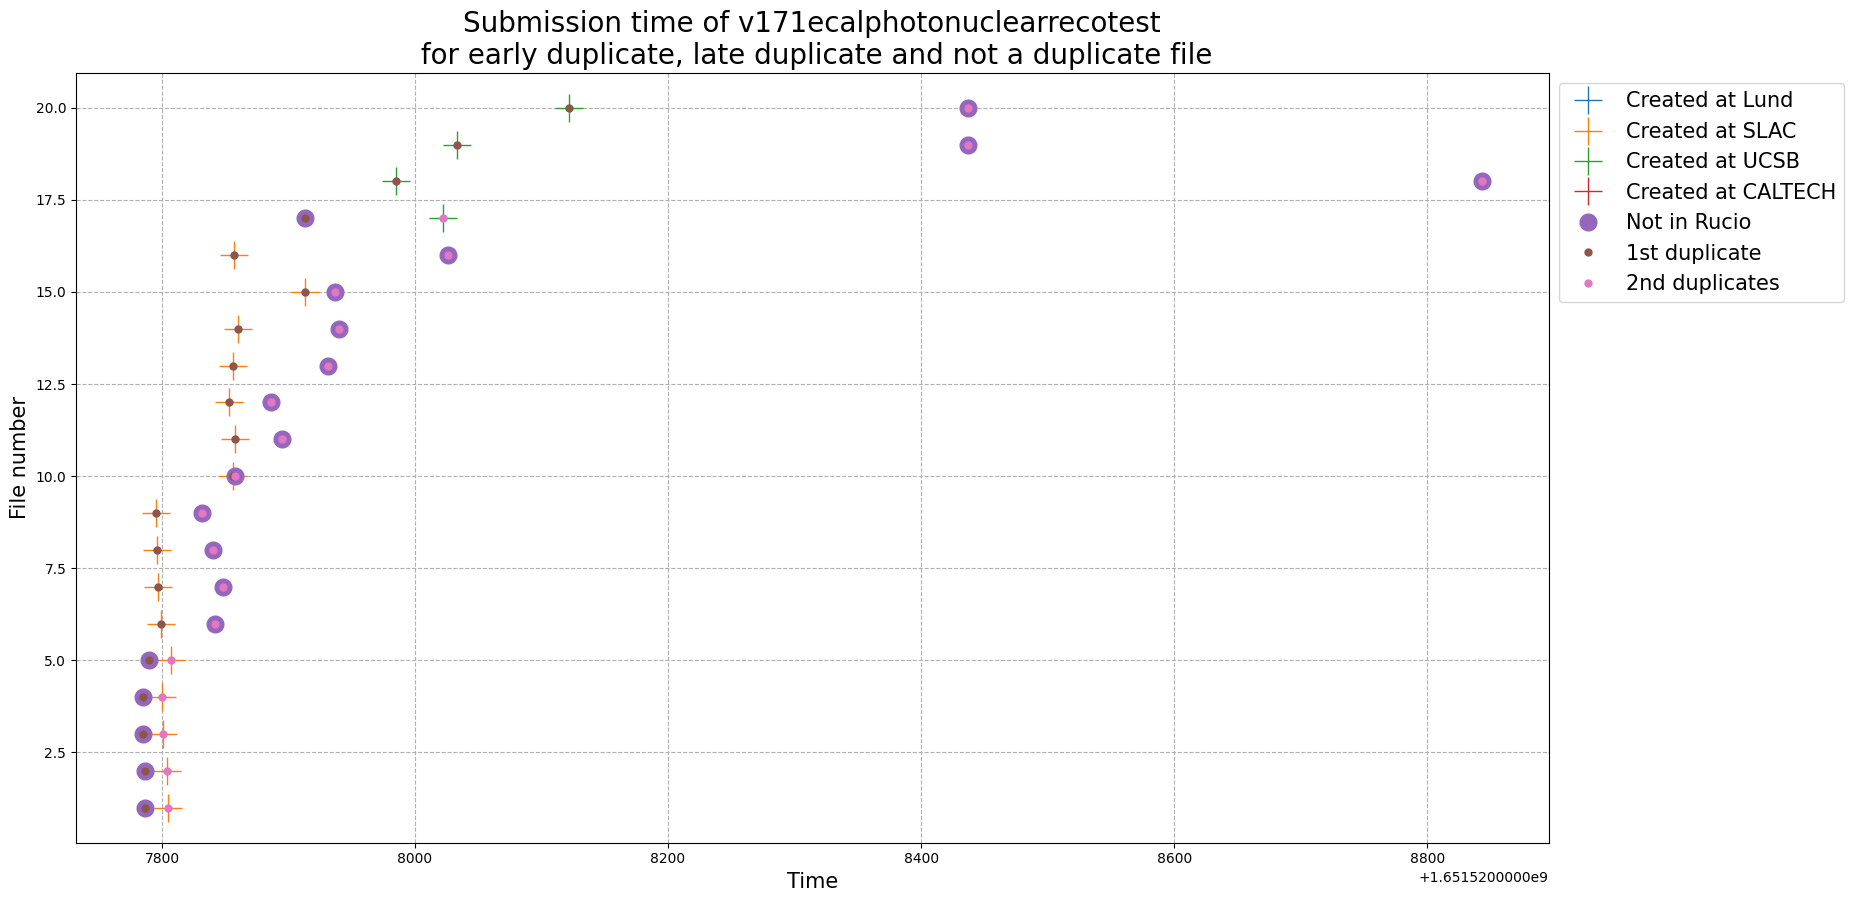 Submission time of v171ecalphotonuclearrecotest
for early duplicate, late duplicate and not a duplicate file
Created at Lund
Created at SLAC
Created at UCSB
Created at CALTECH
Not in Rucio
1st duplicate
2nd duplicates
File number
20.0
17.5
15.0
12.5
10.0
7.5
5.0
2.5
7800
8000
8200
8400
8600
8800
Time
+1.6515200000e9